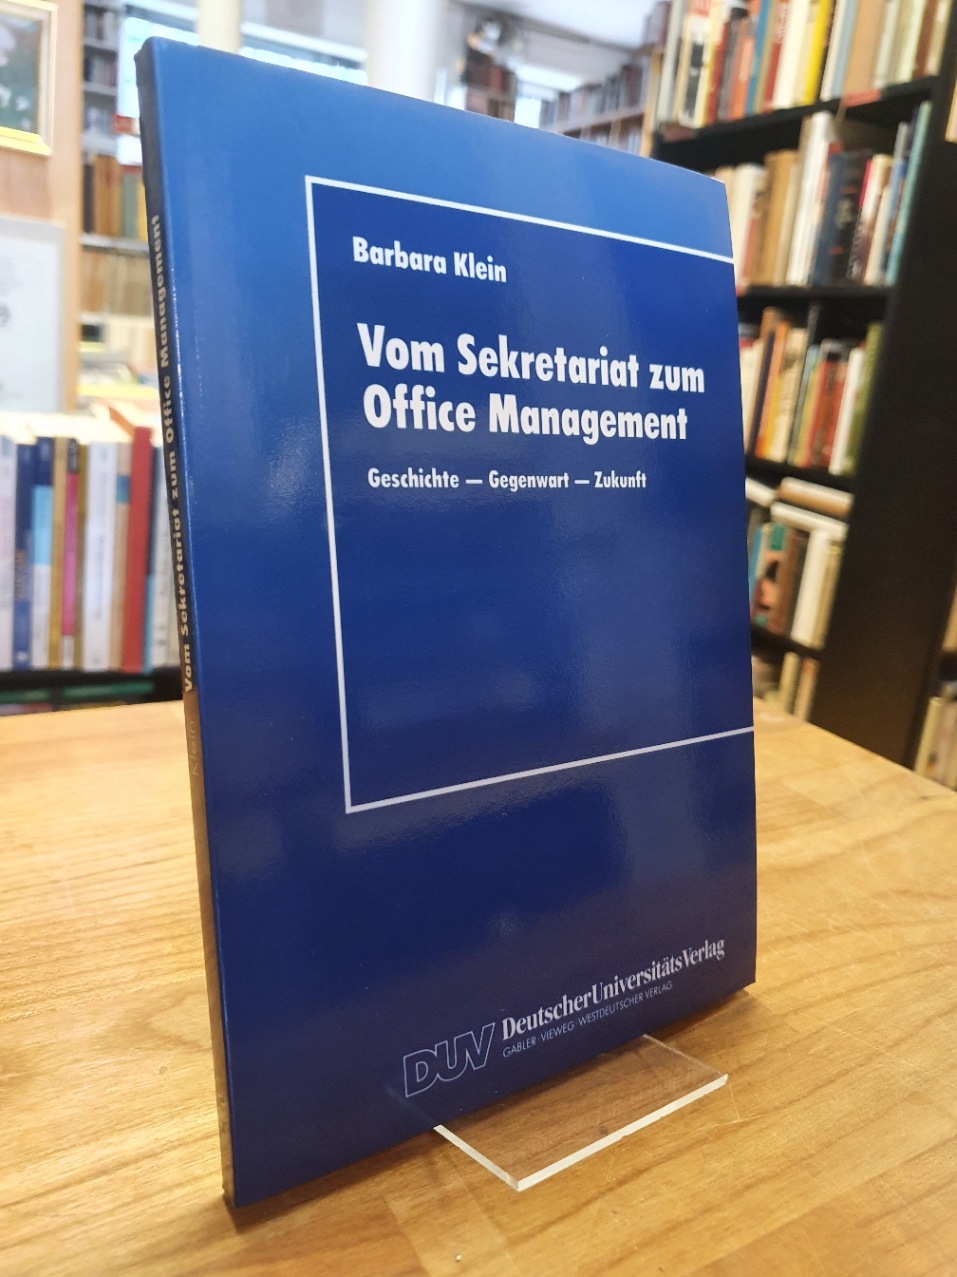 Barbara Klein
Vom Sekretariat zum
Office Management
Geschichte — Gegenwart — Zukunft
DUV DeutscherUniversitätsVerlag
GABLER · VIEWEG · WESTDEUTSCHER VERLAG
Klein Vom Sekretariat zum Office Management